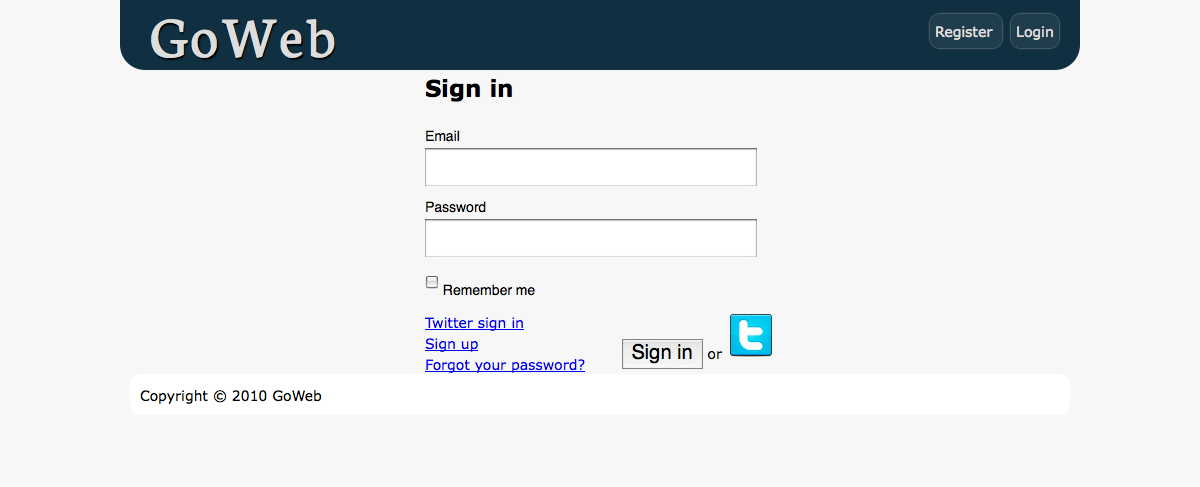 GoWeb
Register Login
Sign in
Email
Password
Remember me
Twitter sign in
Sign up
Forgot your password?
Sign in or t
Copyright © 2010 GoWeb